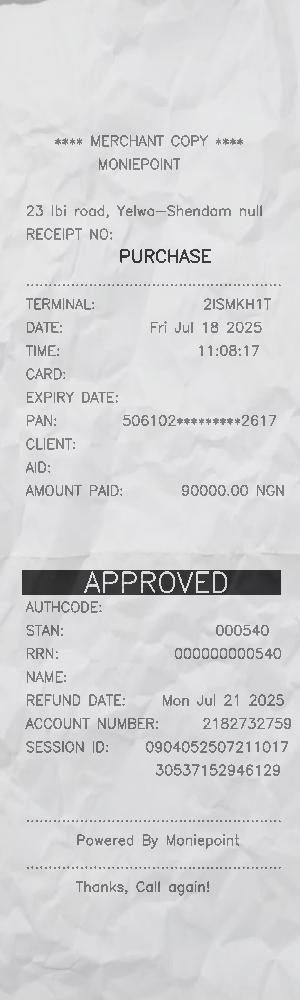 **** MERCHANT COPY ****
MONIEPOINT
23 Ibi road, Yelwa-Shendam null
RECEIPT NO:
PURCHASE
TERMINAL: 2ISMKH1T
DATE: Fri Jul 18 2025
TIME: 11:08:17
CARD:
EXPIRY DATE:
PAN: 506102*********2617
CLIENT:
AID:
AMOUNT PAID: 90000.00 NGN
APPROVED
AUTHCODE:
STAN: 000540
RRN: 000000000540
NAME:
REFUND DATE: Mon Jul 21 2025
ACCOUNT NUMBER: 2182732759
SESSION ID: 0904052507211017
30537152946129
Powered By Moniepoint
Thanks, Call again!